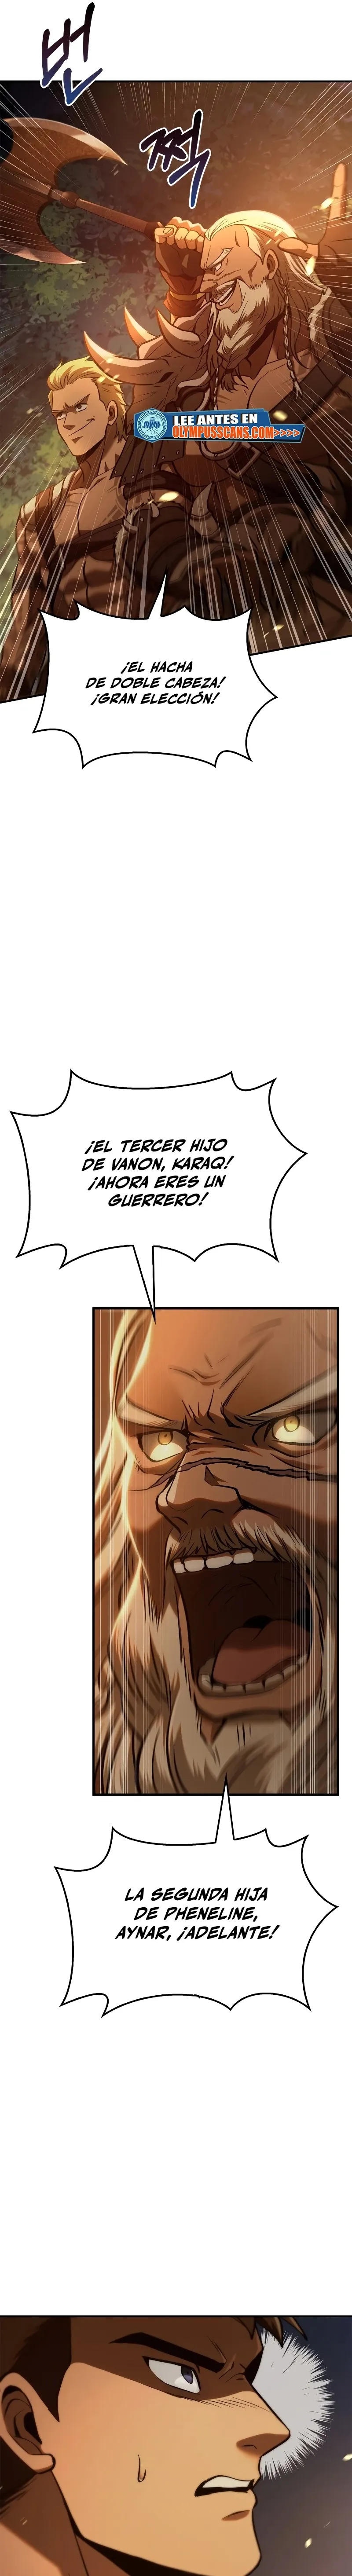 번
쩍
LEE ANTES EN
OLYMPUSSCANS.COM>>>>
¡EL HACHA
DE DOBLE CABEZA!
¡GRAN ELECCIÓN!
¡EL TERCER HIJO
DE VANON, KARAQ!
¡AHORA ERES UN
GUERRERO!
LA SEGUNDA HIJA
DE PHENELINE,
AYNAR, ¡ADELANTE!